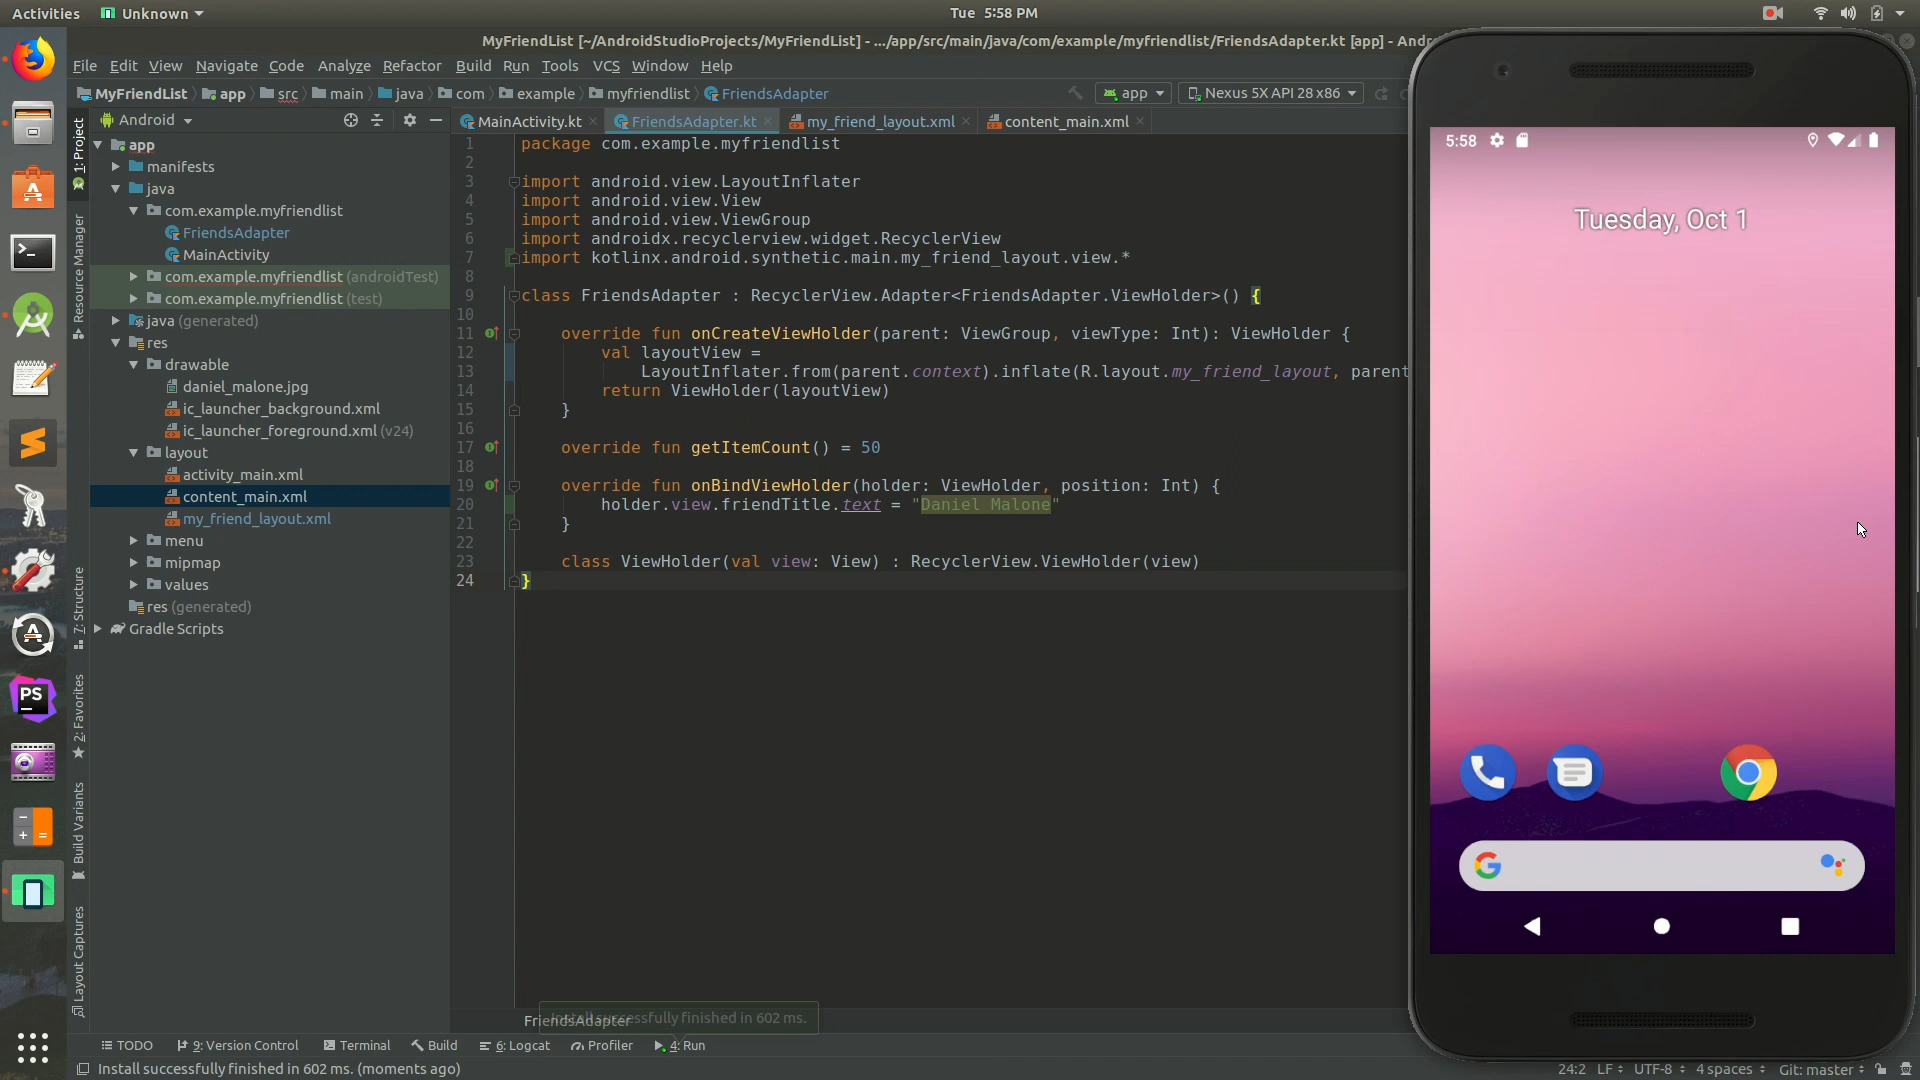 Activities
Unknown
Tue 5:58 PM
MyFriendList [~/AndroidStudioProjects/MyFriendList] - .../app/src/main/java/com/example/myfriendlist/FriendsAdapter.kt [app] - Andr
File Edit View Navigate Code Analyze Refactor Build Run Tools VCS Window Help
MyFriendList app src main java com example myfriendlist FriendsAdapter
app
Nexus 5X API 28 x86
Android
MainActivity.kt
FriendsAdapter.kt
my_friend_layout.xml
content_main.xml
1: Project
Resource Manager
7: Structure
2: Favorites
Build Variants
Layout Captures
app
manifests
java
com.example.myfriendlist
FriendsAdapter
MainActivity
com.example.myfriendlist (androidTest)
com.example.myfriendlist (test)
java (generated)
res
drawable
daniel_malone.jpg
ic_launcher_background.xml
ic_launcher_foreground.xml (v24)
layout
activity_main.xml
content_main.xml
my_friend_layout.xml
menu
mipmap
values
res (generated)
Gradle Scripts
1 package com.example.myfriendlist
2
3 import android.view.LayoutInflater
4 import android.view.View
5 import android.view.ViewGroup
6 import androidx.recyclerview.widget.RecyclerView
7 import kotlinx.android.synthetic.main.my_friend_layout.view.*
8
9 class FriendsAdapter : RecyclerView.Adapter<FriendsAdapter.ViewHolder>() {
10
11 override fun onCreateViewHolder(parent: ViewGroup, viewType: Int): ViewHolder {
12 val layoutView =
13 LayoutInflater.from(parent.context).inflate(R.layout.my_friend_layout, parent
14 return ViewHolder(layoutView)
15 }
16
17 override fun getItemCount() = 50
18
19 override fun onBindViewHolder(holder: ViewHolder, position: Int) {
20 holder.view.friendTitle.text = "Daniel Malone"
21 }
22
23 class ViewHolder(val view: View) : RecyclerView.ViewHolder(view)
24 }
5:58
Tuesday, Oct 1
G
PS
FriendsAdapter
successfully finished in 602 ms.
TODO
9: Version Control
Terminal
Build
6: Logcat
Profiler
4: Run
Install successfully finished in 602 ms. (moments ago)
24:2 LF UTF-8 4 spaces Git: master